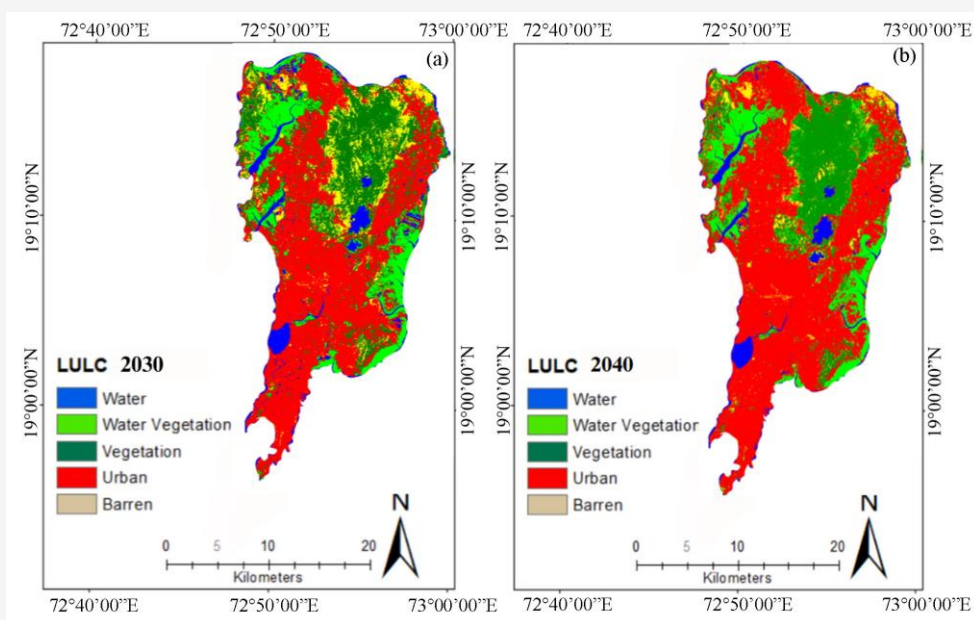 72°40’00”E 72°50’00”E 73°00’00”E
(a)
19°10’00”N
19°00’00”N
19°10’00”N
19°00’00”N
LULC 2030
Water
Water Vegetation
Vegetation
Urban
Barren
N
0 5 10 20
Kilometers
72°40’00”E 72°50’00”E 73°00’00”E
72°40’00”E 72°50’00”E 73°00’00”E
(b)
19°10’00”N
19°00’00”N
19°10’00”N
19°00’00”N
LULC 2040
Water
Water Vegetation
Vegetation
Urban
Barren
N
0 5 10 20
Kilometers
72°40’00”E 72°50’00”E 73°00’00”E